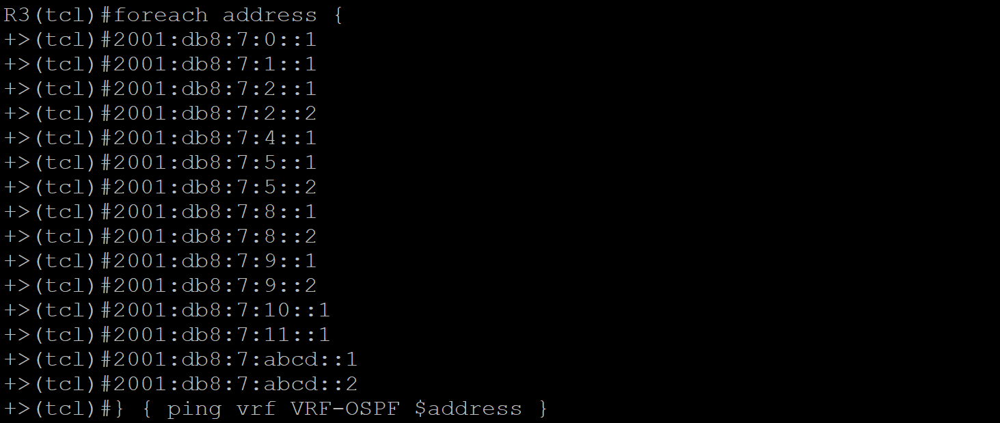 R3(tcl)#foreach address {
+>(tcl)#2001:db8:7:0::1
+>(tcl)#2001:db8:7:1::1
+>(tcl)#2001:db8:7:2::1
+>(tcl)#2001:db8:7:2::2
+>(tcl)#2001:db8:7:4::1
+>(tcl)#2001:db8:7:5::1
+>(tcl)#2001:db8:7:5::2
+>(tcl)#2001:db8:7:8::1
+>(tcl)#2001:db8:7:8::2
+>(tcl)#2001:db8:7:9::1
+>(tcl)#2001:db8:7:9::2
+>(tcl)#2001:db8:7:10::1
+>(tcl)#2001:db8:7:11::1
+>(tcl)#2001:db8:7:abcd::1
+>(tcl)#2001:db8:7:abcd::2
+>(tcl)#} { ping vrf VRF-OSPF $address }